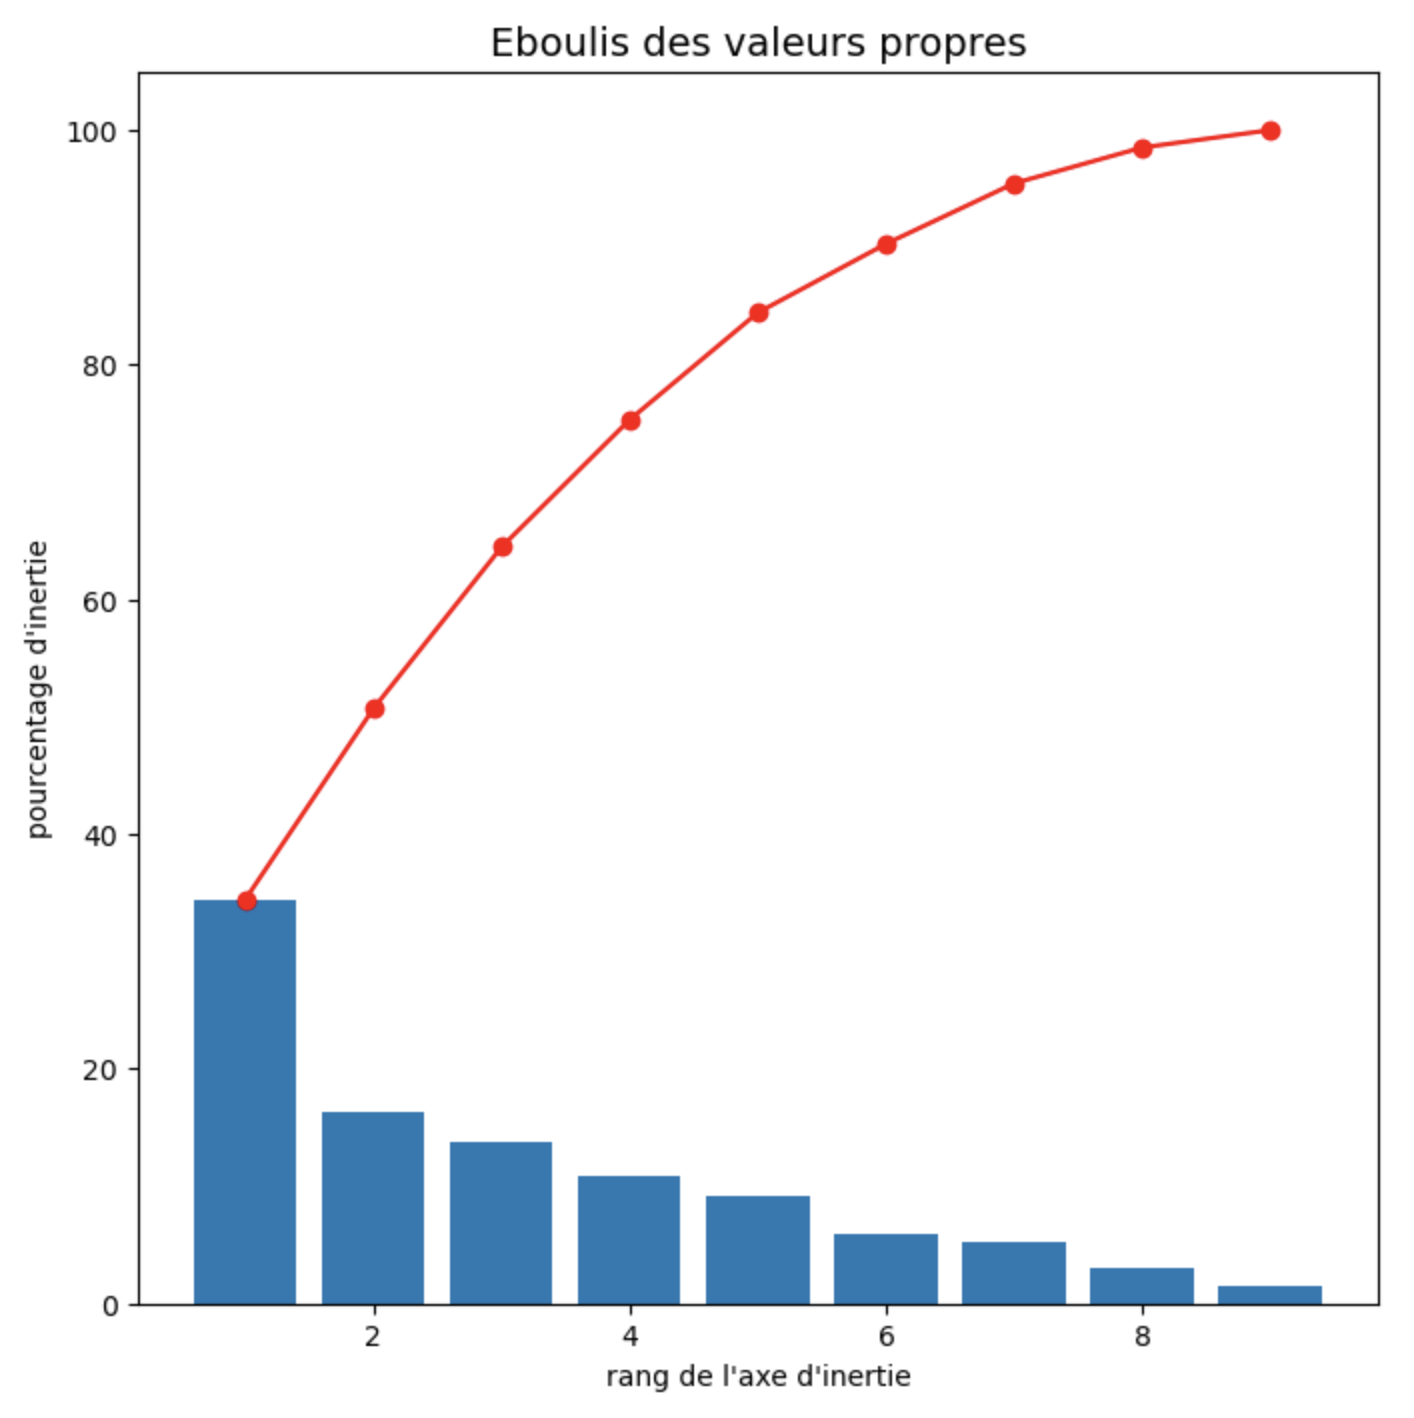 Eboulis des valeurs propres
100
80
60
40
20
0
pourcentage d'inertie
2 4 6 8
rang de l'axe d'inertie